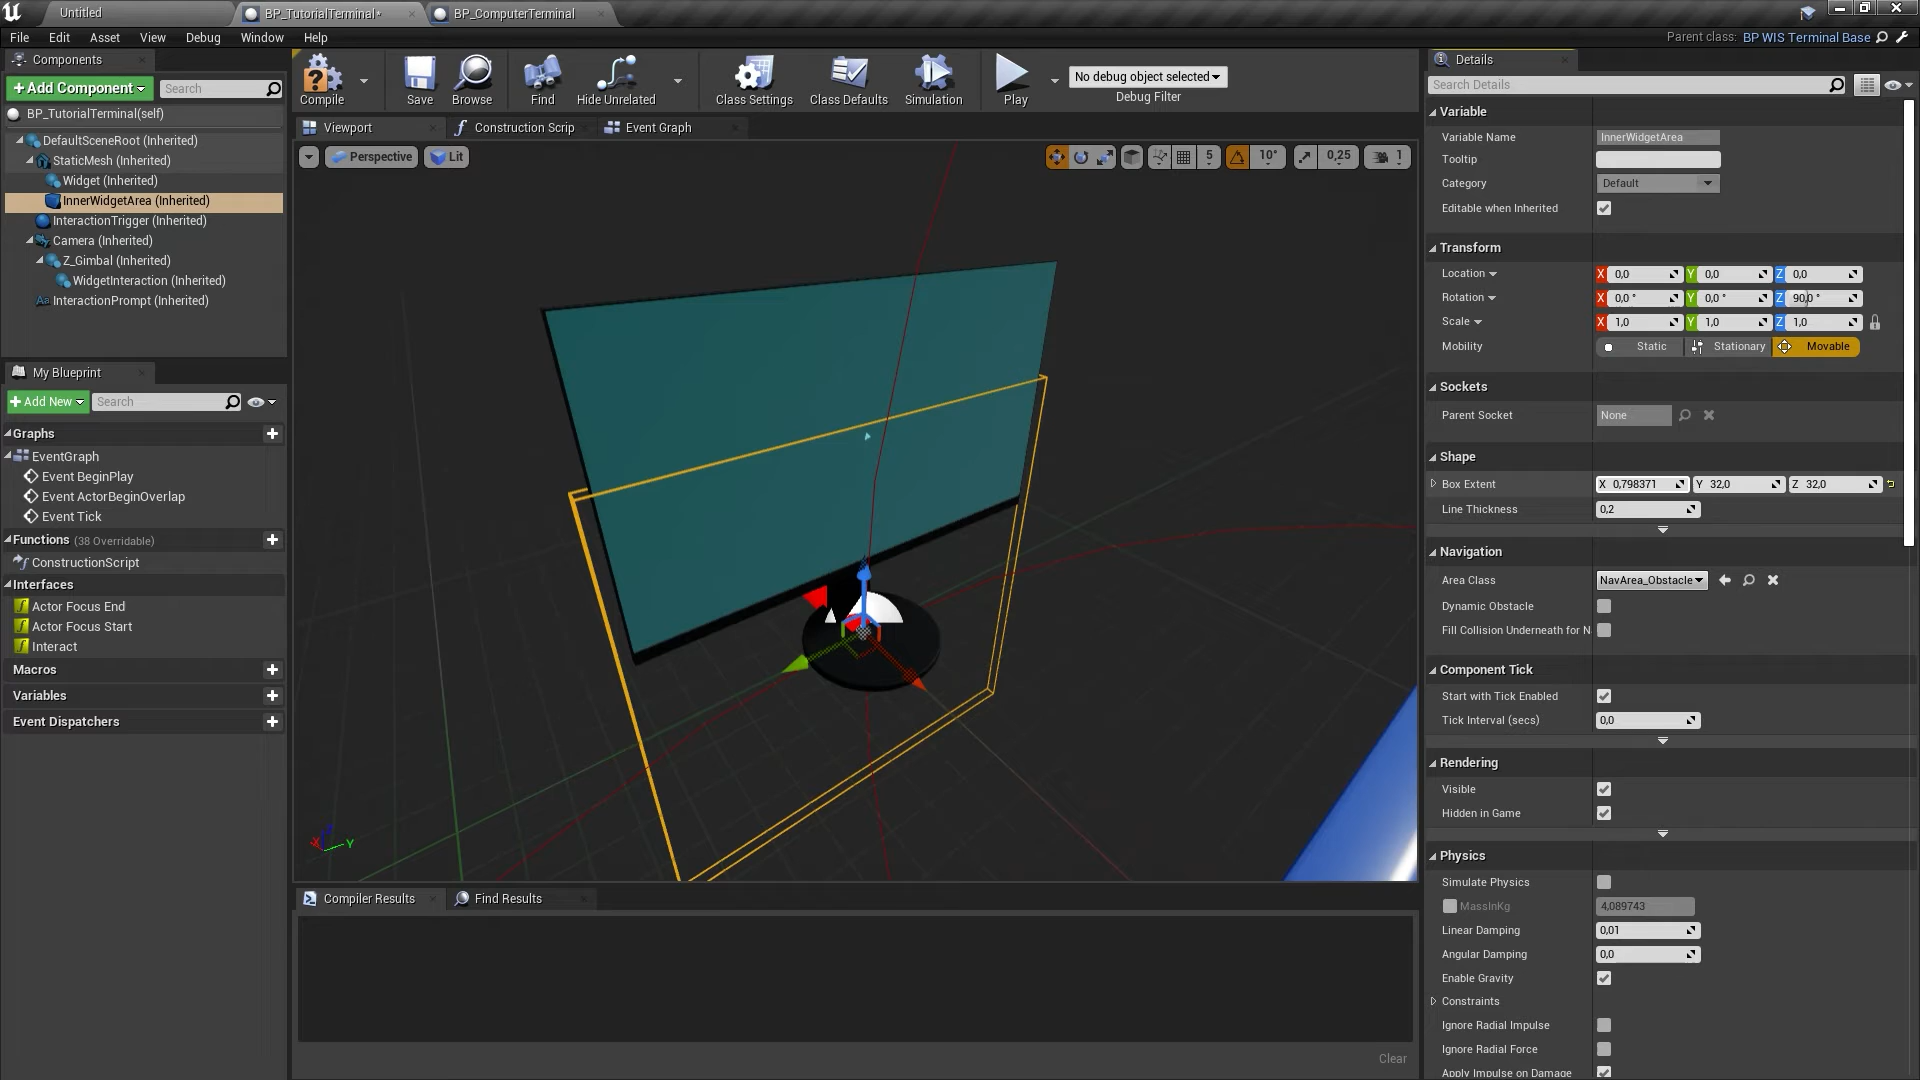 Untitled
BP_TutorialTerminal*
BP_ComputerTerminal
File Edit Asset View Debug Window Help
Parent class: BP WIS Terminal Base
Components
+Add Component
Search
BP_TutorialTerminal(self)
DefaultSceneRoot (Inherited)
StaticMesh (Inherited)
Widget (Inherited)
InnerWidgetArea (Inherited)
InteractionTrigger (Inherited)
Camera (Inherited)
Z_Gimbal (Inherited)
WidgetInteraction (Inherited)
InteractionPrompt (Inherited)
My Blueprint
+Add New
Search
Graphs
EventGraph
Event BeginPlay
Event ActorBeginOverlap
Event Tick
Functions (38 Overridable)
ConstructionScript
Interfaces
Actor Focus End
Actor Focus Start
Interact
Macros
Variables
Event Dispatchers
Compile
Save
Browse
Find
Hide Unrelated
Class Settings
Class Defaults
Simulation
Play
No debug object selected
Debug Filter
Viewport
Construction Scrip
Event Graph
Perspective
Lit
5
10°
0,25
1
X
Y
Compiler Results
Find Results
Clear
Details
Search Details
Variable
Variable Name InnerWidgetArea
Tooltip
Category Default
Editable when Inherited
Transform
Location X 0,0 Y 0,0 Z 0,0
Rotation X 0,0 ° Y 0,0 ° Z 90,0 °
Scale X 1,0 Y 1,0 Z 1,0
Mobility Static Stationary Movable
Sockets
Parent Socket None
Shape
Box Extent X 0,798371 Y 32,0 Z 32,0
Line Thickness 0,2
Navigation
Area Class NavArea_Obstacle
Dynamic Obstacle
Fill Collision Underneath for N
Component Tick
Start with Tick Enabled
Tick Interval (secs) 0,0
Rendering
Visible
Hidden in Game
Physics
Simulate Physics
MassInKg 4,089743
Linear Damping 0,01
Angular Damping 0,0
Enable Gravity
Constraints
Ignore Radial Impulse
Ignore Radial Force
Apply Impulse on Damage